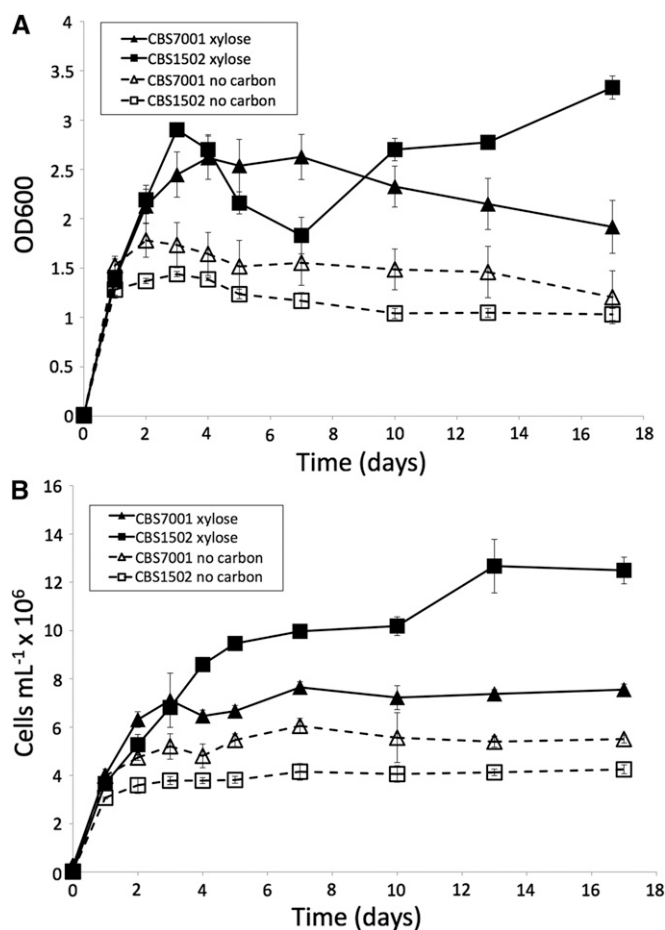 A
CBS7001 xylose
CBS1502 xylose
CBS7001 no carbon
CBS1502 no carbon
4
3.5
3
2.5
2
1.5
1
0.5
0
OD600
0 2 4 6 8 10 12 14 16 18
Time (days)
B
CBS7001 xylose
CBS1502 xylose
CBS7001 no carbon
CBS1502 no carbon
16
14
12
10
8
6
4
2
0
Cells mL⁻¹ x 10⁶
0 2 4 6 8 10 12 14 16 18
Time (days)